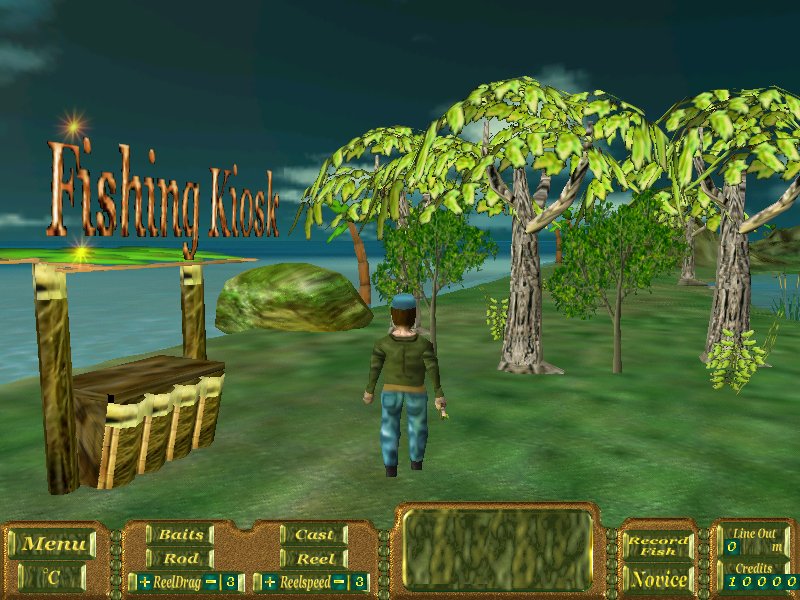 Fishing Kiosk
Menu
°C
Baits
Rod
+ ReelDrag - 3
Cast
Reel
+ Reelspeed - 3
Record
Fish
Novice
Line Out
0 m
Credits
10000